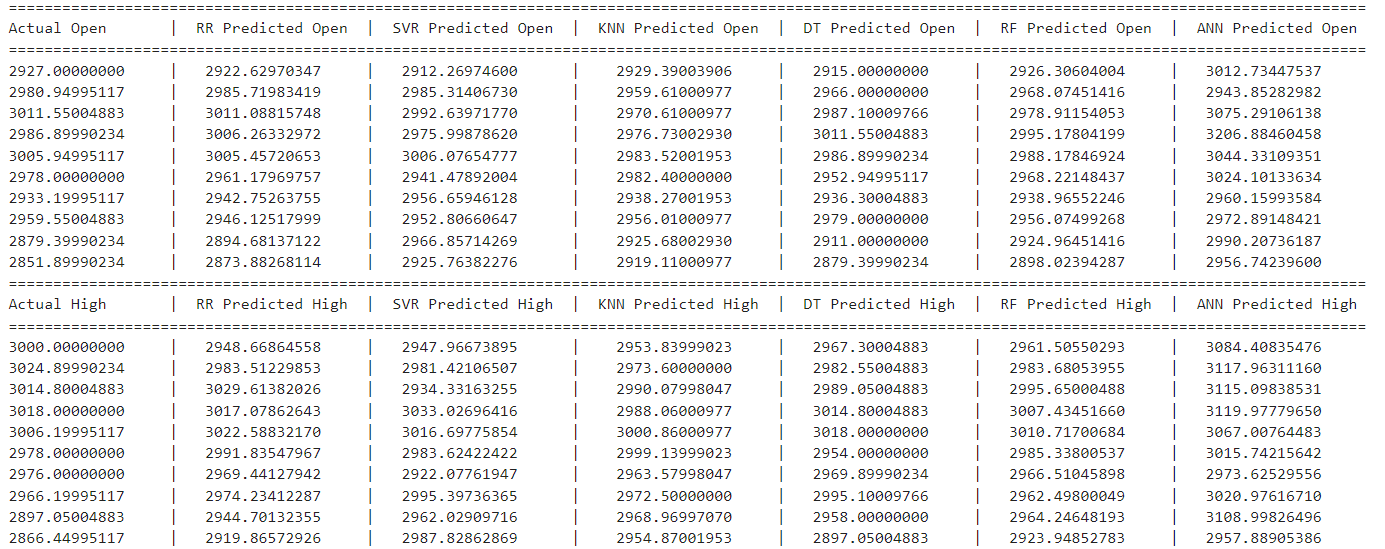 Actual Open | RR Predicted Open | SVR Predicted Open | KNN Predicted Open | DT Predicted Open | RF Predicted Open | ANN Predicted Open
2927.00000000 | 2922.62970347 | 2912.26974600 | 2929.39003906 | 2915.00000000 | 2926.30604004 | 3012.73447537
2980.94995117 | 2985.71983419 | 2985.31406730 | 2959.61000977 | 2966.00000000 | 2968.07451416 | 2943.85282982
3011.55004883 | 3011.08815748 | 2992.63971770 | 2970.61000977 | 2987.10009766 | 2978.91154053 | 3075.29106138
2986.89990234 | 3006.26332972 | 2975.99878620 | 2976.73002930 | 3011.55004883 | 2995.17804199 | 3206.88460458
3005.94995117 | 3005.45720653 | 3006.07654777 | 2983.52001953 | 2986.89990234 | 2988.17846924 | 3044.33109351
2978.00000000 | 2961.17969757 | 2941.47892004 | 2982.40000000 | 2952.94995117 | 2968.22148437 | 3024.10133634
2933.19995117 | 2942.75263755 | 2956.65946128 | 2938.27001953 | 2936.30004883 | 2938.96552246 | 2960.15993584
2959.55004883 | 2946.12517999 | 2952.80660647 | 2956.01000977 | 2979.00000000 | 2956.07499268 | 2972.89148421
2879.39990234 | 2894.68137122 | 2966.85714269 | 2925.68002930 | 2911.00000000 | 2924.96451416 | 2990.20736187
2851.89990234 | 2873.88268114 | 2925.76382276 | 2919.11000977 | 2879.39990234 | 2898.02394287 | 2956.74239600
Actual High | RR Predicted High | SVR Predicted High | KNN Predicted High | DT Predicted High | RF Predicted High | ANN Predicted High
3000.00000000 | 2948.66864558 | 2947.96673895 | 2953.83999023 | 2967.30004883 | 2961.50550293 | 3084.40835476
3024.89990234 | 2983.51229853 | 2981.42106507 | 2973.60000000 | 2982.55004883 | 2983.68053955 | 3117.96311160
3014.80004883 | 3029.61382026 | 2934.33163255 | 2990.07998047 | 2989.05004883 | 2995.65000488 | 3115.09838531
3018.00000000 | 3017.07862643 | 3033.02696416 | 2988.06000977 | 3014.80004883 | 3007.43451660 | 3119.97779650
3006.19995117 | 3022.58832170 | 3016.69775854 | 3000.86000977 | 3018.00000000 | 3010.71700684 | 3067.00764483
2978.00000000 | 2991.83547967 | 2983.62422422 | 2999.13999023 | 2954.00000000 | 2985.33800537 | 3015.74215642
2976.00000000 | 2969.44127942 | 2922.07761947 | 2963.57998047 | 2969.89990234 | 2966.51045898 | 2973.62529556
2966.19995117 | 2974.23412287 | 2995.39736365 | 2972.50000000 | 2995.10009766 | 2962.49800049 | 3020.97616710
2897.05004883 | 2944.70132355 | 2962.02909716 | 2968.96997070 | 2958.00000000 | 2964.24648193 | 3108.99826496
2866.44995117 | 2919.86572926 | 2987.82862869 | 2954.87001953 | 2897.05004883 | 2923.94852783 | 2957.88905386